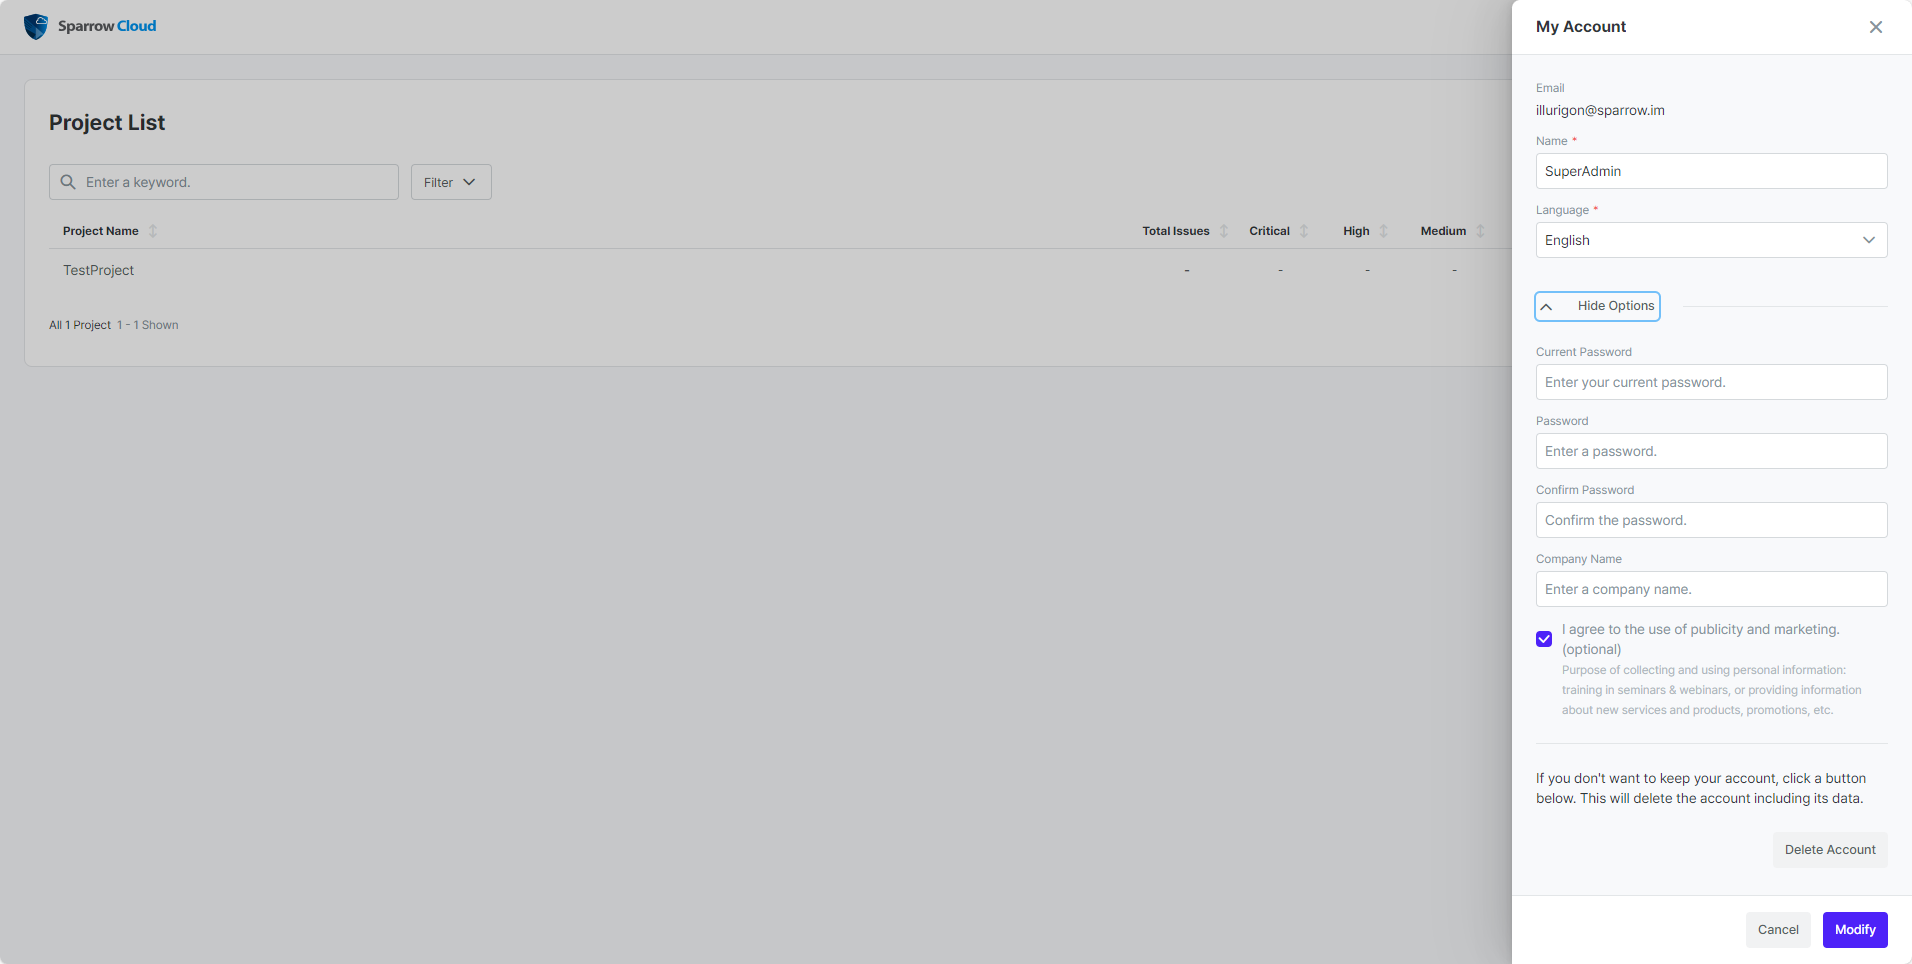 Sparrow Cloud
Project List
Enter a keyword.
Filter
Project Name Total Issues Critical High Medium
TestProject - - - -
All 1 Project 1 - 1 Shown
My Account
Email
illurigon@sparrow.im
Name *
SuperAdmin
Language *
English
Hide Options
Current Password
Enter your current password.
Password
Enter a password.
Confirm Password
Confirm the password.
Company Name
Enter a company name.
I agree to the use of publicity and marketing.
(optional)
Purpose of collecting and using personal information:
training in seminars & webinars, or providing information
about new services and products, promotions, etc.
If you don't want to keep your account, click a button
below. This will delete the account including its data.
Delete Account
Cancel Modify